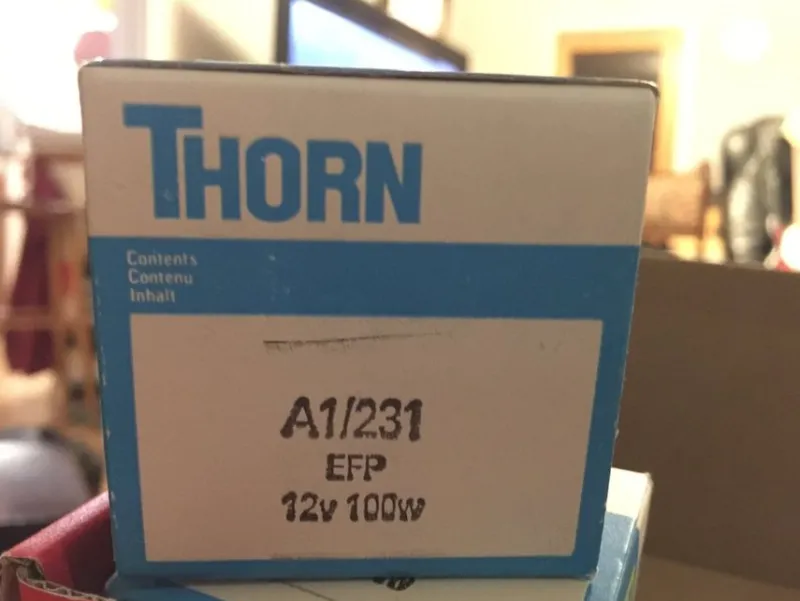 THORN
Contents
Contenu
Inhalt
A1/231
EFP
12v 100w